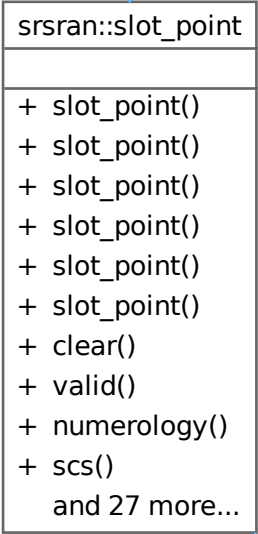 srsran::slot_point
+ slot_point()
+ slot_point()
+ slot_point()
+ slot_point()
+ slot_point()
+ slot_point()
+ clear()
+ valid()
+ numerology()
+ scs()
and 27 more...